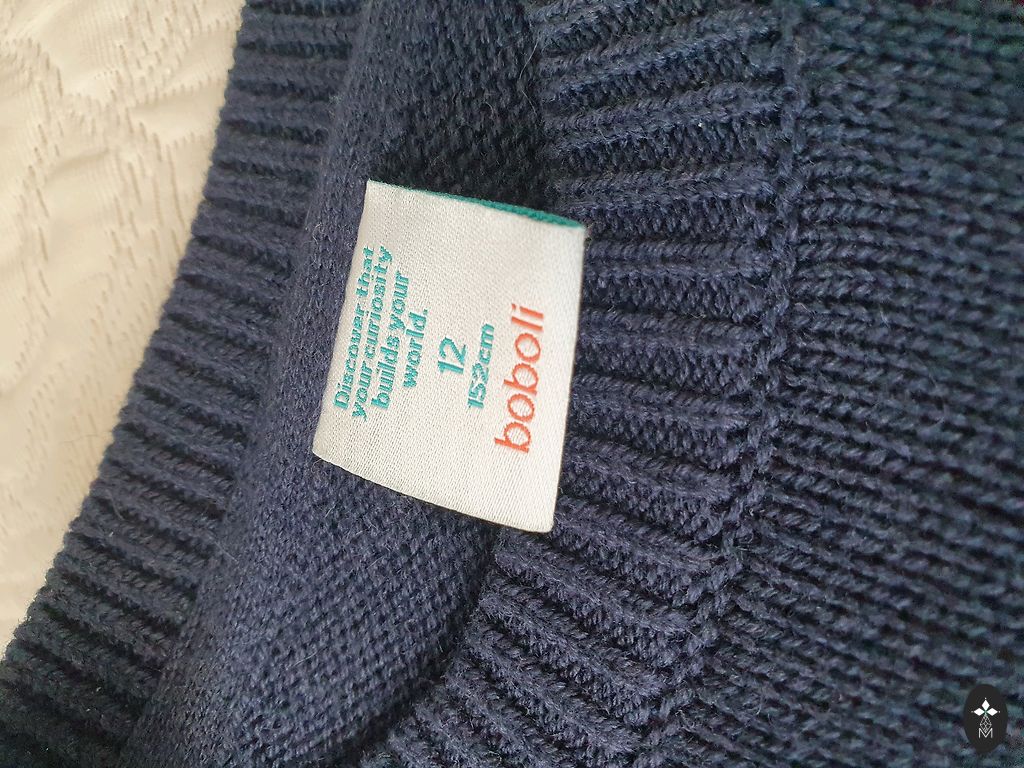 Discover that
your curiosity
builds your
world.
12
152cm
boboli
M